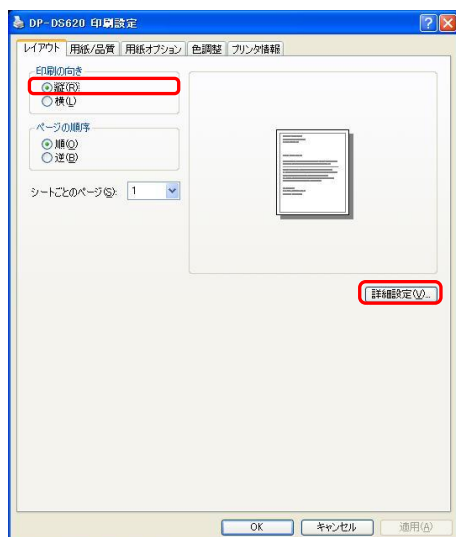 DP-DS620 印刷設定
レイアウト 用紙/品質 用紙オプション 色調整 プリンタ情報
印刷の向き
縦(R)
横(L)
ページの順序
順(O)
逆(B)
シートごとのページ(S): 1
詳細設定(V)...
OK キャンセル 適用(A)